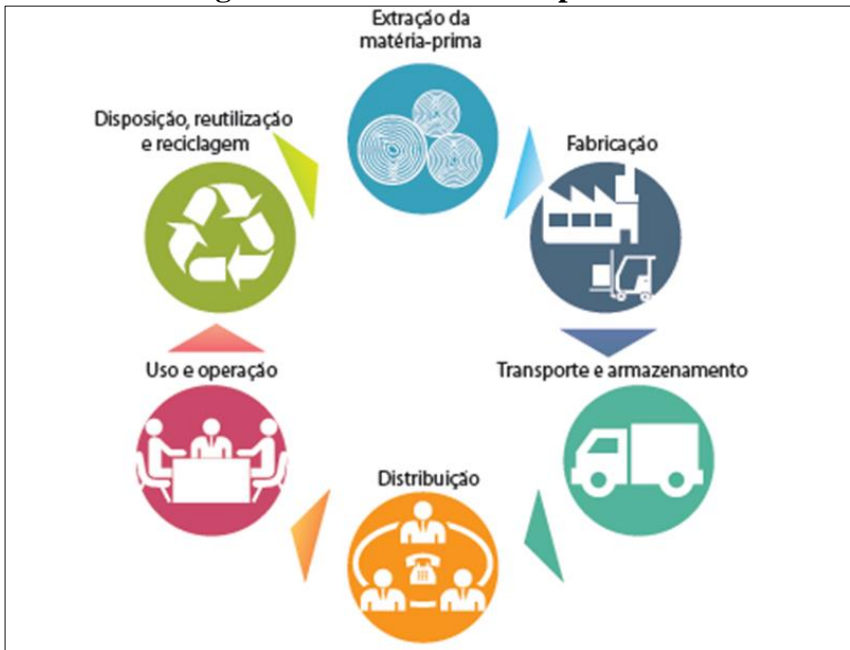 Extração da
matéria-prima
Fabricação
Transporte e armazenamento
Distribuição
Uso e operação
Disposição, reutilização
e reciclagem